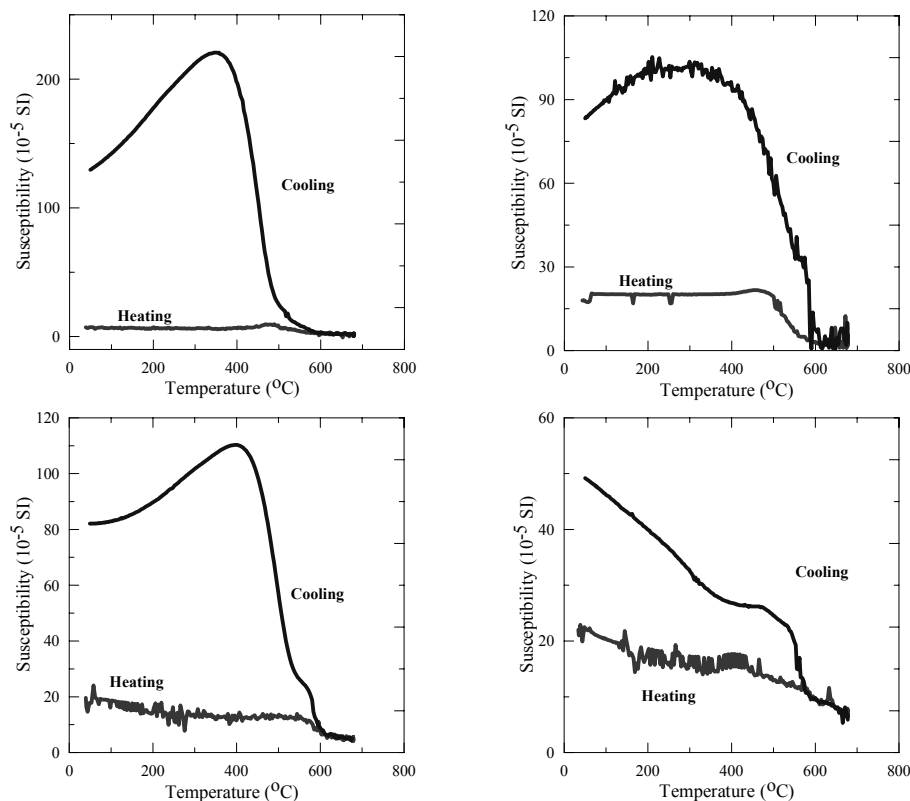 Susceptibility (10-5 SI)
200
100
0
Cooling
Heating
0 200 400 600 800
Temperature (OC)
Susceptibility (10-5 SI)
120
90
60
30
0
Cooling
Heating
0 200 400 600 800
Temperature (OC)
Susceptibility (10-5 SI)
120
100
80
60
40
20
0
Cooling
Heating
0 200 400 600 800
Temperature (OC)
Susceptibility (10-5 SI)
60
40
20
0
Cooling
Heating
0 200 400 600 800
Temperature (OC)